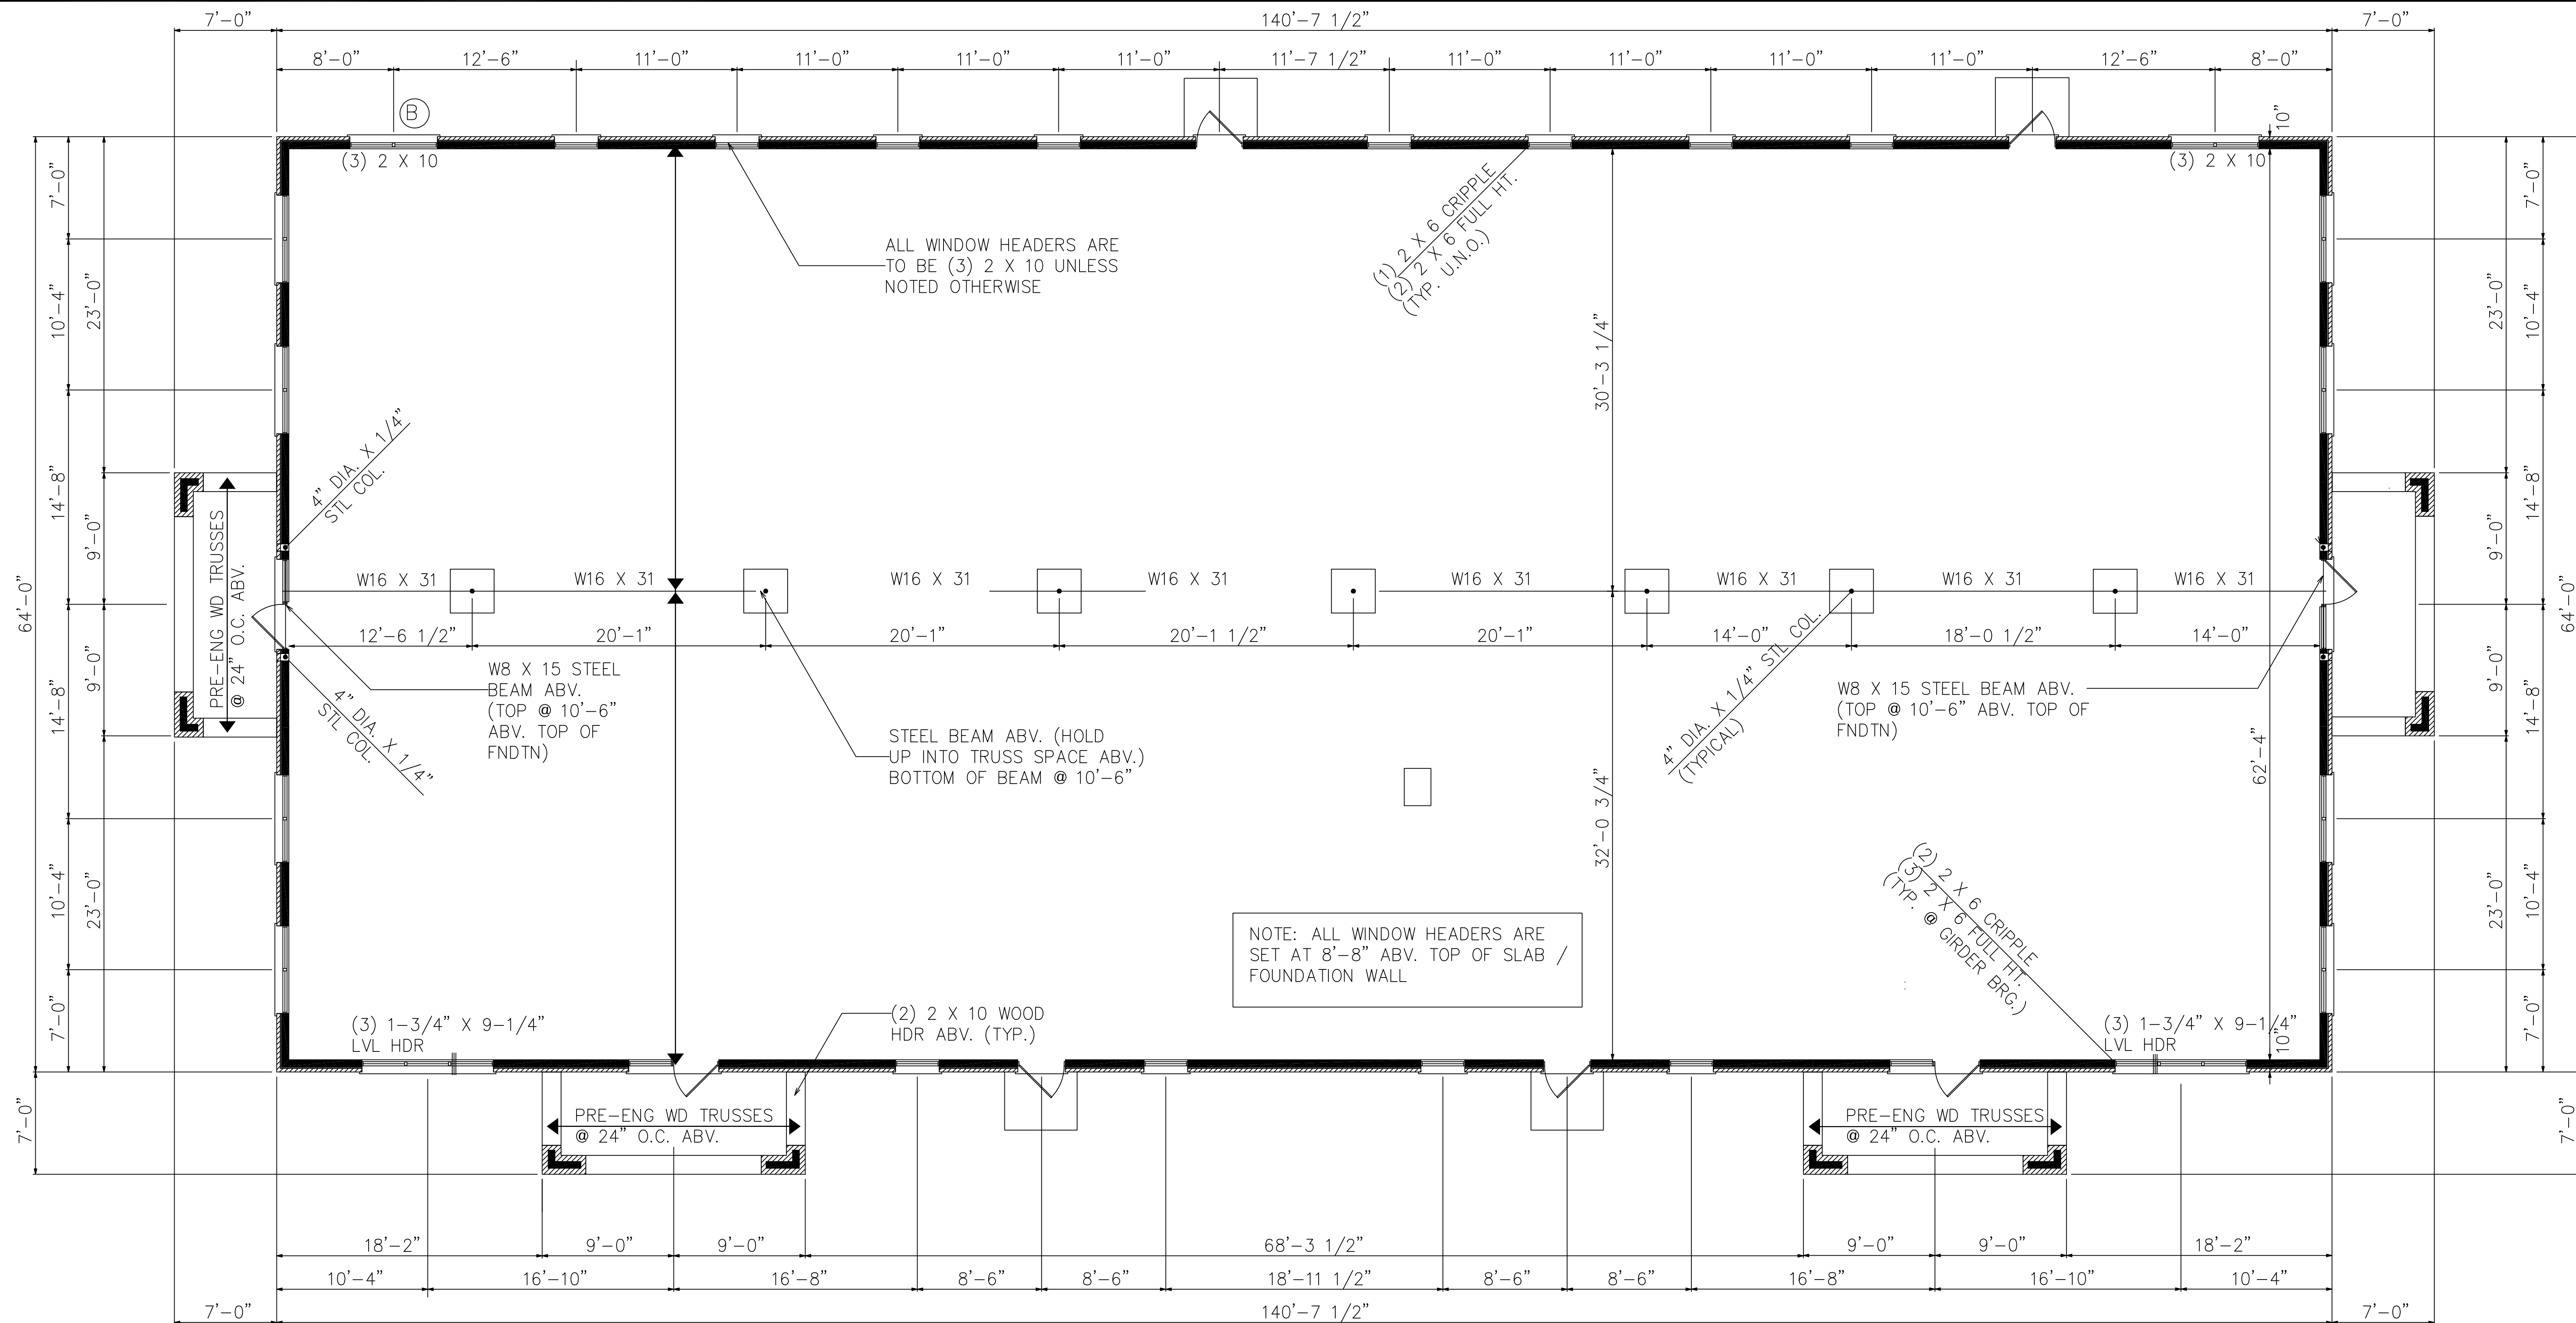 7'-0"
140'-7 1/2"
7'-0"
8'-0"
12'-6"
11'-0"
11'-0"
11'-0"
11'-0"
11'-7 1/2"
11'-0"
11'-0"
11'-0"
11'-0"
12'-6"
8'-0"
B
10"
(3) 2 X 10
(3) 2 X 10
7'-0"
10'-4"
14'-8"
14'-8"
10'-4"
7'-0"
23'-0"
9'-0"
9'-0"
23'-0"
64'-0"
7'-0"
ALL WINDOW HEADERS ARE
TO BE (3) 2 X 10 UNLESS
NOTED OTHERWISE
(1) 2 X 6 CRIPPLE
(2) 2 X 6 FULL HT.
(TYP. U.N.O.)
30'-3 1/4"
4" DIA. X 1/4"
STL COL.
PRE-ENG WD TRUSSES
@ 24" O.C. ABV.
W16 X 31
W16 X 31
W16 X 31
W16 X 31
W16 X 31
W16 X 31
W16 X 31
W16 X 31
12'-6 1/2"
20'-1"
20'-1"
20'-1 1/2"
20'-1"
14'-0"
18'-0 1/2"
14'-0"
W8 X 15 STEEL
BEAM ABV.
(TOP @ 10'-6"
ABV. TOP OF
FNDTN)
4" DIA. X 1/4"
STL COL.
STEEL BEAM ABV. (HOLD
UP INTO TRUSS SPACE ABV.)
BOTTOM OF BEAM @ 10'-6"
4" DIA. X 1/4" STL COL.
(TYPICAL)
W8 X 15 STEEL BEAM ABV.
(TOP @ 10'-6" ABV. TOP OF
FNDTN)
32'-0 3/4"
62'-4"
(2) 2 X 6 CRIPPLE
(3) 2 X 6 FULL HT.
(TYP. @ GIRDER BRG.)
NOTE: ALL WINDOW HEADERS ARE
SET AT 8'-8" ABV. TOP OF SLAB /
FOUNDATION WALL
(3) 1-3/4" X 9-1/4"
LVL HDR
(2) 2 X 10 WOOD
HDR ABV. (TYP.)
(3) 1-3/4" X 9-1/4"
LVL HDR
10"
7'-0"
10'-4"
14'-8"
14'-8"
10'-4"
7'-0"
23'-0"
9'-0"
9'-0"
23'-0"
64'-0"
7'-0"
PRE-ENG WD TRUSSES
@ 24" O.C. ABV.
PRE-ENG WD TRUSSES
@ 24" O.C. ABV.
18'-2"
9'-0"
9'-0"
68'-3 1/2"
9'-0"
9'-0"
18'-2"
10'-4"
16'-10"
16'-8"
8'-6"
8'-6"
18'-11 1/2"
8'-6"
8'-6"
16'-8"
16'-10"
10'-4"
7'-0"
140'-7 1/2"
7'-0"